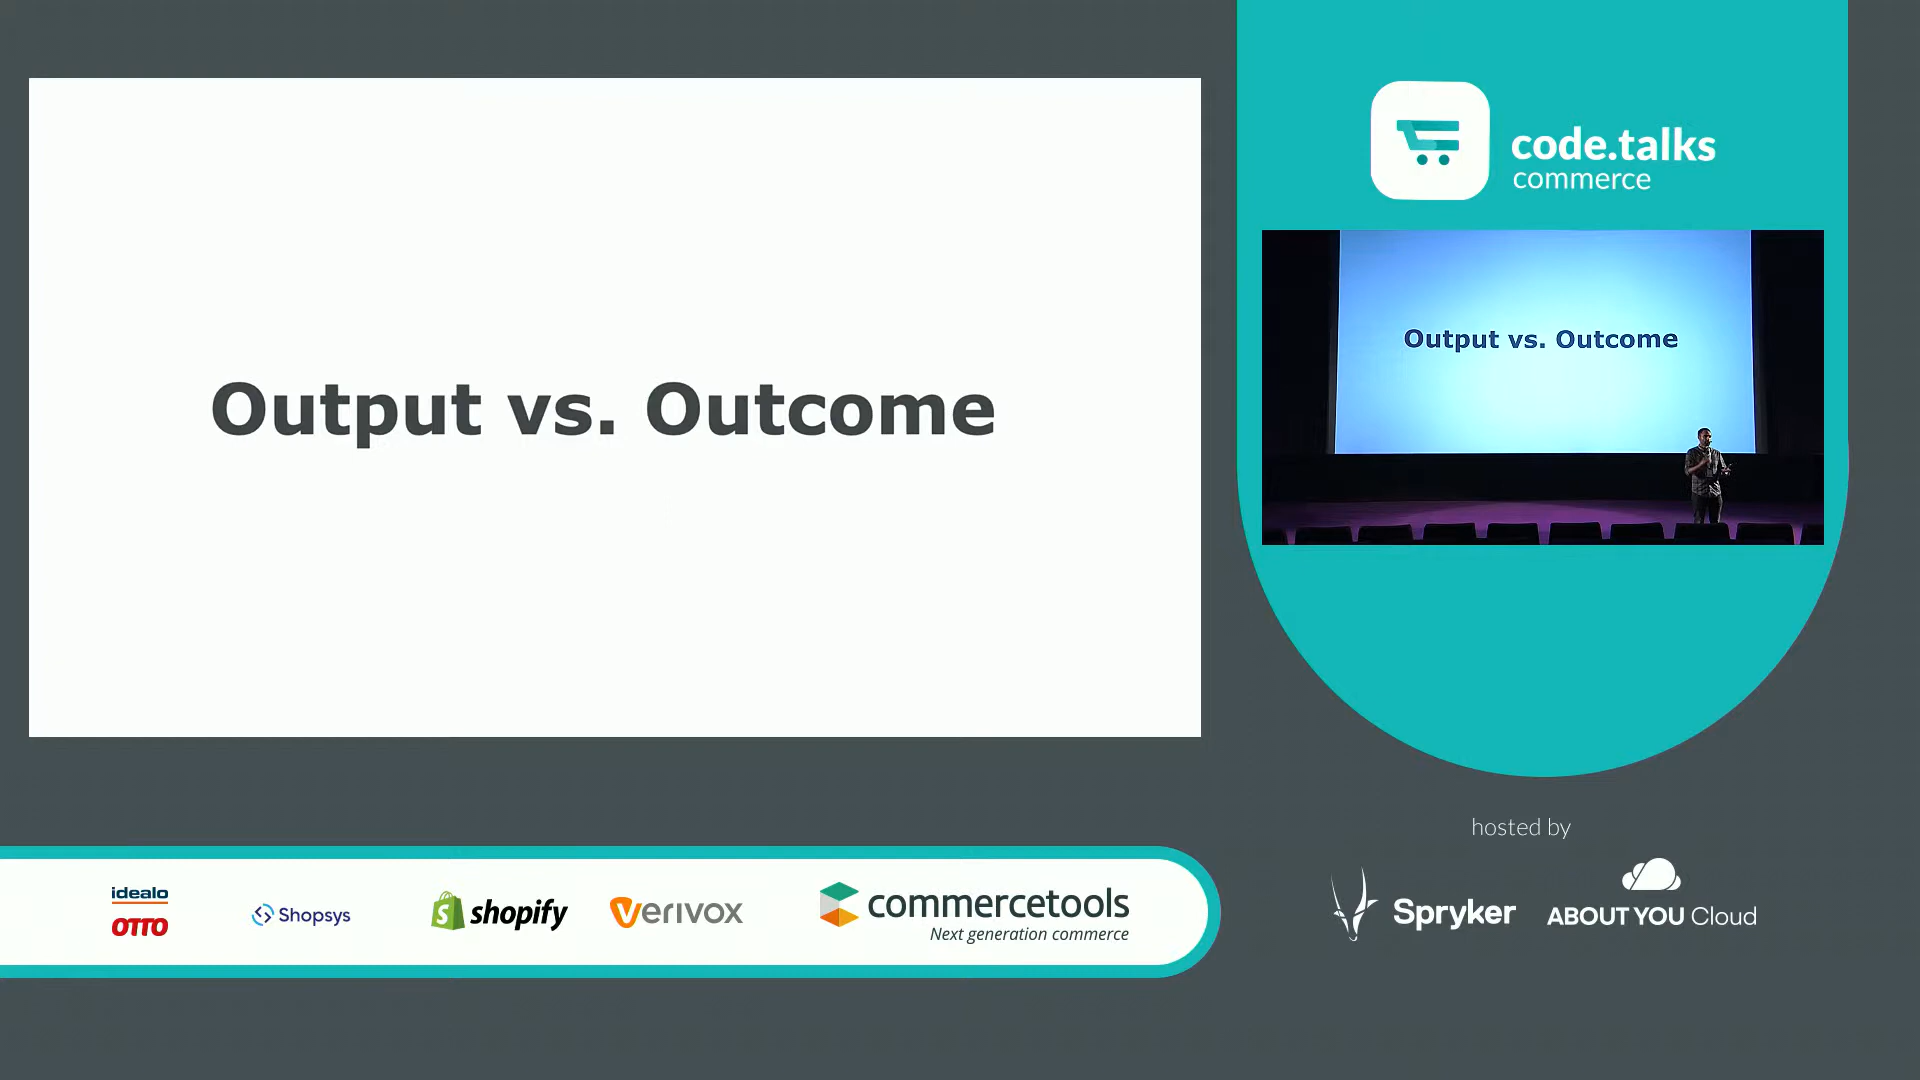 Output vs. Outcome
code.talks
commerce
Output vs. Outcome
hosted by
Spryker
ABOUT YOU Cloud
idealo
OTTO
Shopsys
shopify
verivox
commercetools
Next generation commerce